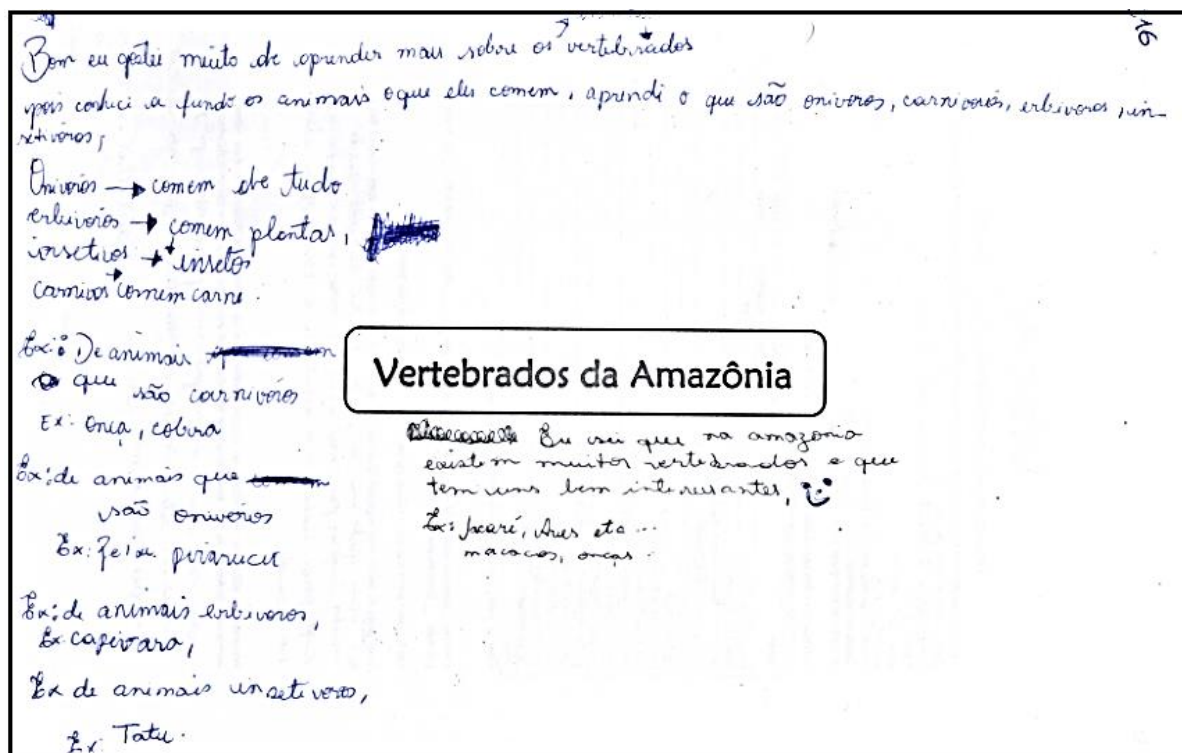 16
Bom eu gostei muito de aprender mais sobre os vertebrados
pois conheci a fundo os animais oque eles comem, aprendi o que são onivoros, carnivoros, erbivoros, in-
setivoros,
Onivoros → comem de tudo
erbivoros → comem plantas,
insetivos → insetos
carnivos → comem carne.
Ex: De animais
que são carnivoros
Ex: Onça, cobra
Ex: de animais que
são onivoros
Ex: Peixe pirarucu
Ex: de animais erbivoros,
Ex capivara,
Ex de animais insetivoros,
Ex: Tatu.
Vertebrados da Amazônia
Eu sei que na amazonia
existem muitos vertebrados e que
tem uns bem interessantes,
Ex: Jacaré, Aves etc...
macacos, onças.